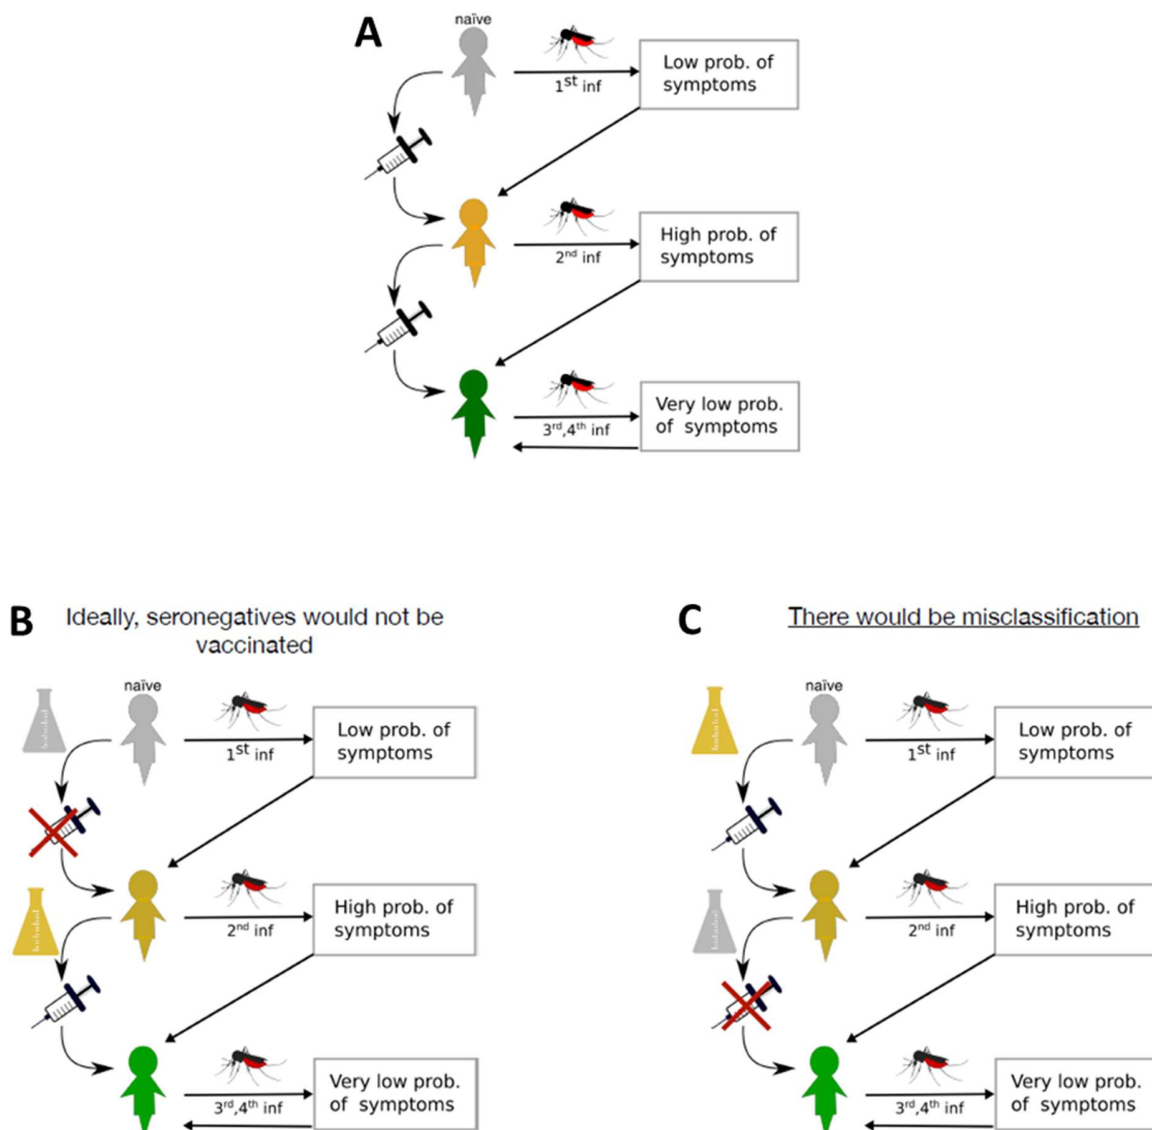 A
naïve
1st inf
Low prob. of
symptoms
2nd inf
High prob. of
symptoms
3rd,4th inf
Very low prob.
of symptoms
B
Ideally, seronegatives would not be
vaccinated
naïve
1st inf
Low prob. of
symptoms
2nd inf
High prob. of
symptoms
3rd,4th inf
Very low prob.
of symptoms
C
There would be misclassification
naïve
1st inf
Low prob. of
symptoms
2nd inf
High prob. of
symptoms
3rd,4th inf
Very low prob.
of symptoms